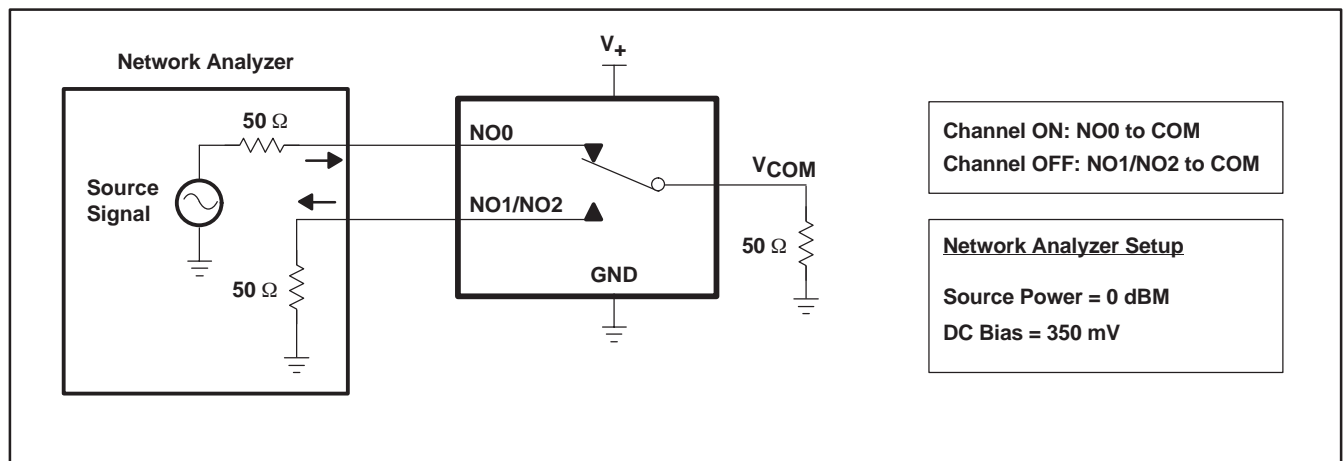 V+
Network Analyzer
50 Ω
NO0
Source
Signal
NO1/NO2
50 Ω
GND
VCOM
50 Ω
Channel ON: NO0 to COM
Channel OFF: NO1/NO2 to COM
Network Analyzer Setup
Source Power = 0 dBM
DC Bias = 350 mV